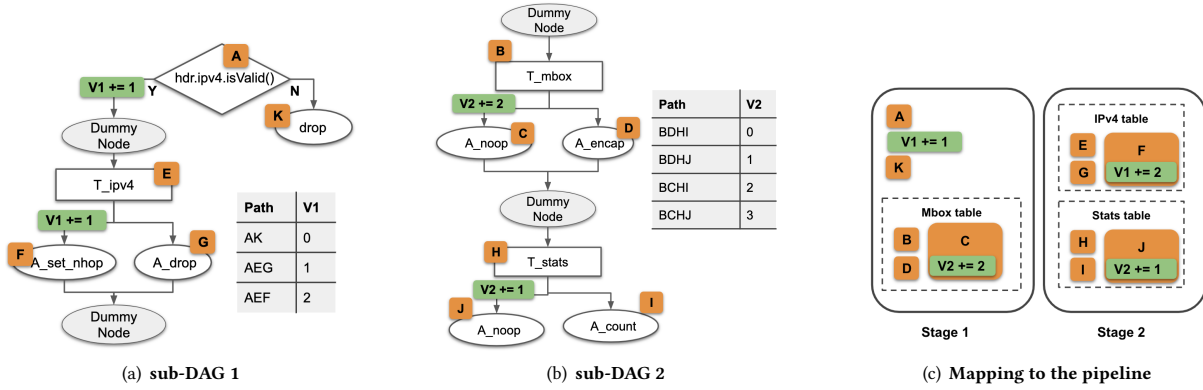 A
hdr.ipv4.isValid()
V1 += 1
Y
N
K
drop
Dummy
Node
E
T_ipv4
V1 += 1
F
A_set_nhop
G
A_drop
Dummy
Node
Path V1
AK 0
AEG 1
AEF 2
(a) sub-DAG 1
Dummy
Node
B
T_mbox
V2 += 2
C
A_noop
D
A_encap
Dummy
Node
H
T_stats
V2 += 1
J
A_noop
I
A_count
Path V2
BDHI 0
BDHJ 1
BCHI 2
BCHJ 3
(b) sub-DAG 2
A
V1 += 1
K
Mbox table
B
D
C
V2 += 2
Stage 1
IPv4 table
E
G
F
V1 += 2
Stats table
H
I
J
V2 += 1
Stage 2
(c) Mapping to the pipeline